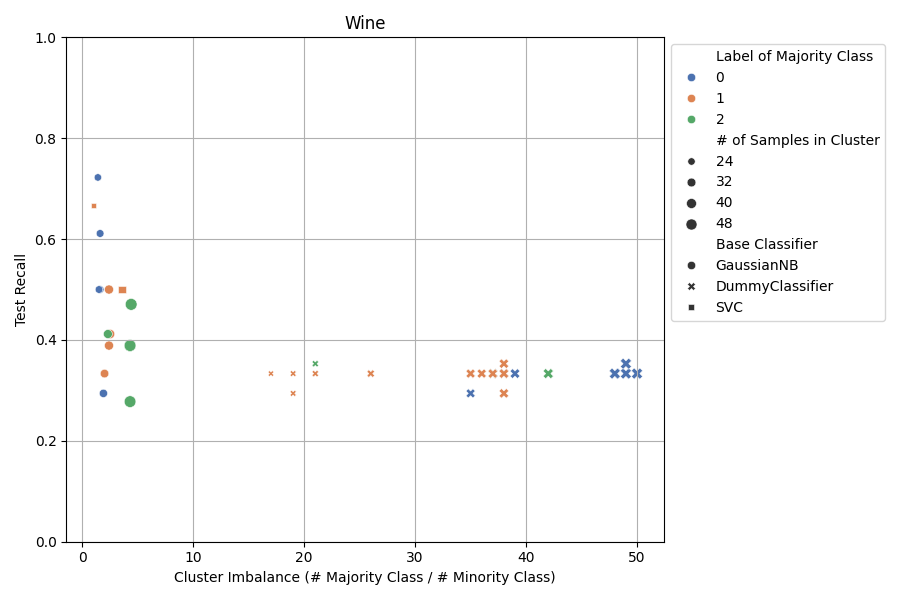 Wine
1.0
0.8
0.6
0.4
0.2
0.0
Test Recall
0
10
20
30
40
50
Cluster Imbalance (# Majority Class / # Minority Class)
Label of Majority Class
0
1
2
# of Samples in Cluster
24
32
40
48
Base Classifier
GaussianNB
DummyClassifier
SVC